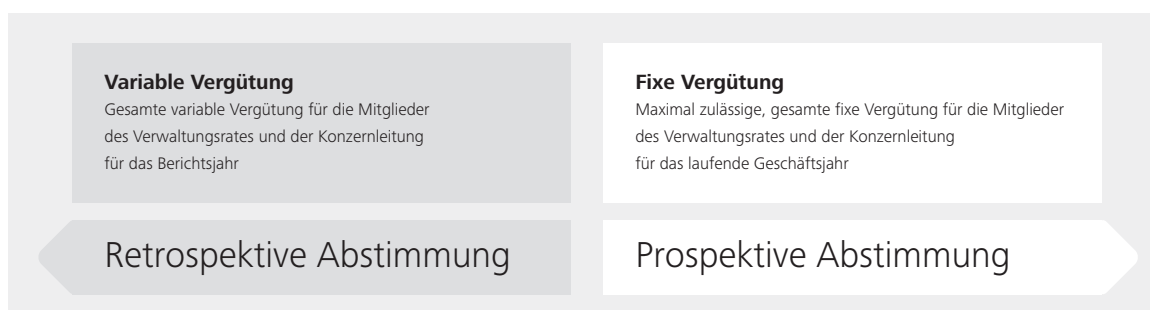 Variable Vergütung
Gesamte variable Vergütung für die Mitglieder
des Verwaltungsrates und der Konzernleitung
für das Berichtsjahr
Retrospektive Abstimmung
Fixe Vergütung
Maximal zulässige, gesamte fixe Vergütung für die Mitglieder
des Verwaltungsrates und der Konzernleitung
für das laufende Geschäftsjahr
Prospektive Abstimmung